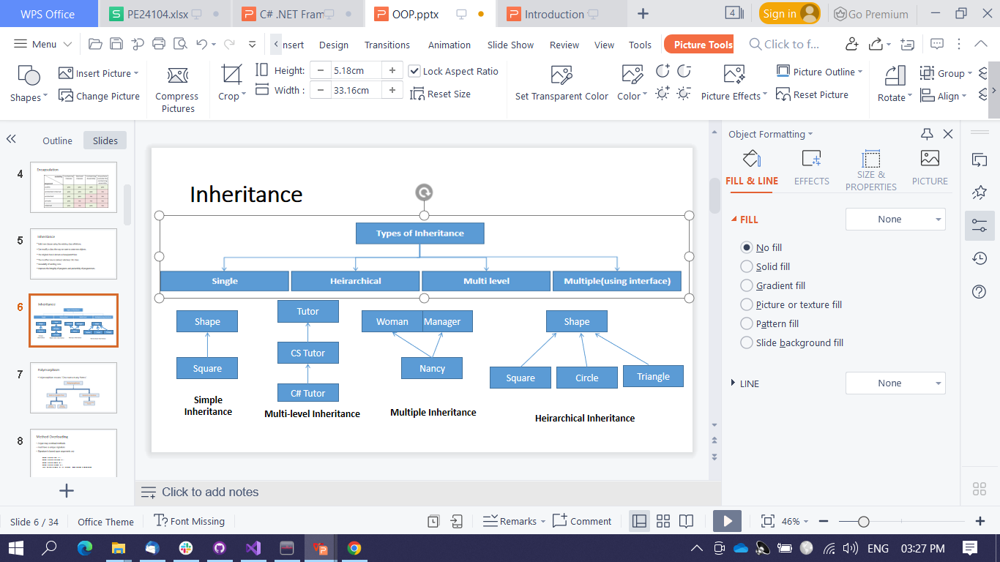 WPS Office
PE24104.xlsx
C# .NET Fram
OOP.pptx
Introduction
4
Sign in
Go Premium
Menu
nsert
Design
Transitions
Animation
Slide Show
Review
View
Tools
Picture Tools
Click to f...
Shapes
Insert Picture
Change Picture
Compress
Pictures
Crop
Height:
5.18cm
Width :
33.16cm
Lock Aspect Ratio
Reset Size
Set Transparent Color
Color
Picture Effects
Picture Outline
Reset Picture
Rotate
Group
Align
Outline
Slides
4
Encapsulation
5
Inheritance
6
Inheritance
7
Polymorphism
8
Method Overloading
Inheritance
Types of Inheritance
Single
Heirarchical
Multi level
Multiple(using interface)
Shape
Square
Simple
Inheritance
Tutor
CS Tutor
C# Tutor
Multi-level Inheritance
Woman
Manager
Nancy
Multiple Inheritance
Shape
Square
Circle
Triangle
Heirarchical Inheritance
Click to add notes
Object Formatting
FILL & LINE
EFFECTS
SIZE &
PROPERTIES
PICTURE
FILL
None
No fill
Solid fill
Gradient fill
Picture or texture fill
Pattern fill
Slide background fill
LINE
None
Slide 6 / 34
Office Theme
Font Missing
Remarks
Comment
46%
ENG
03:27 PM